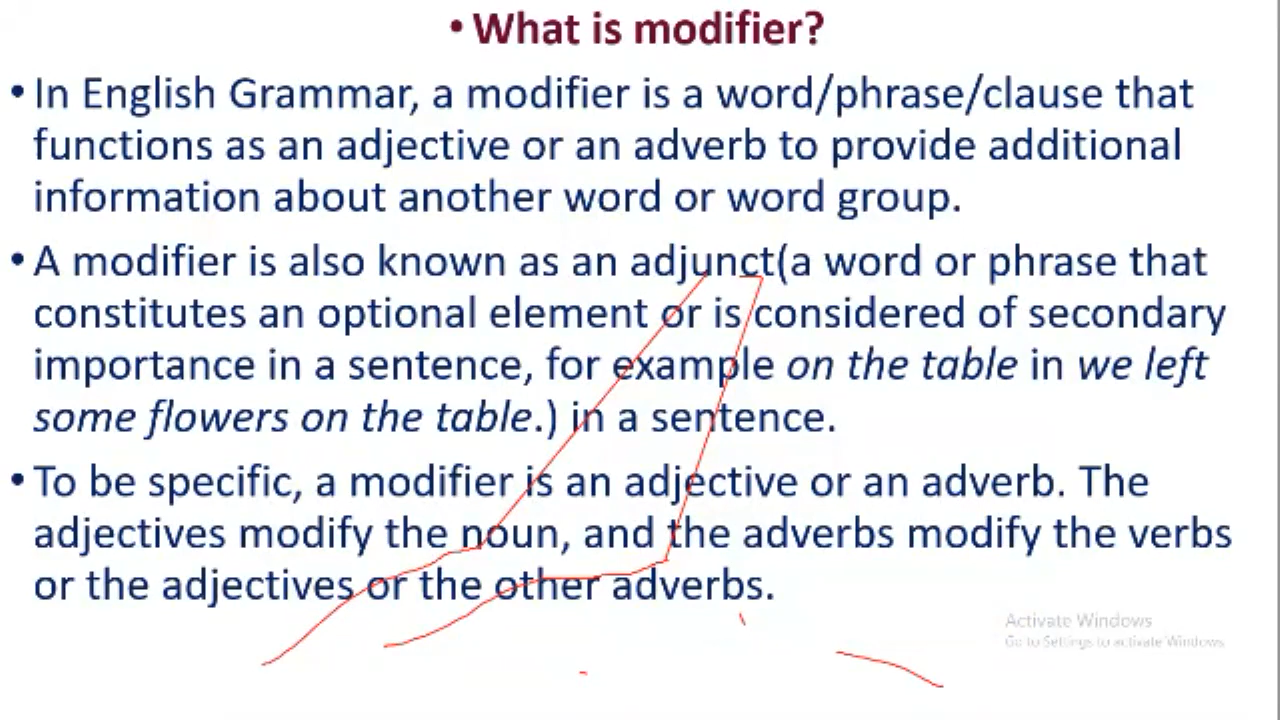 • What is modifier?
• In English Grammar, a modifier is a word/phrase/clause that
functions as an adjective or an adverb to provide additional
information about another word or word group.
• A modifier is also known as an adjunct(a word or phrase that
constitutes an optional element or is considered of secondary
importance in a sentence, for example on the table in we left
some flowers on the table.) in a sentence.
• To be specific, a modifier is an adjective or an adverb. The
adjectives modify the noun, and the adverbs modify the verbs
or the adjectives or the other adverbs.
Activate Windows
Go to Settings to activate Windows.